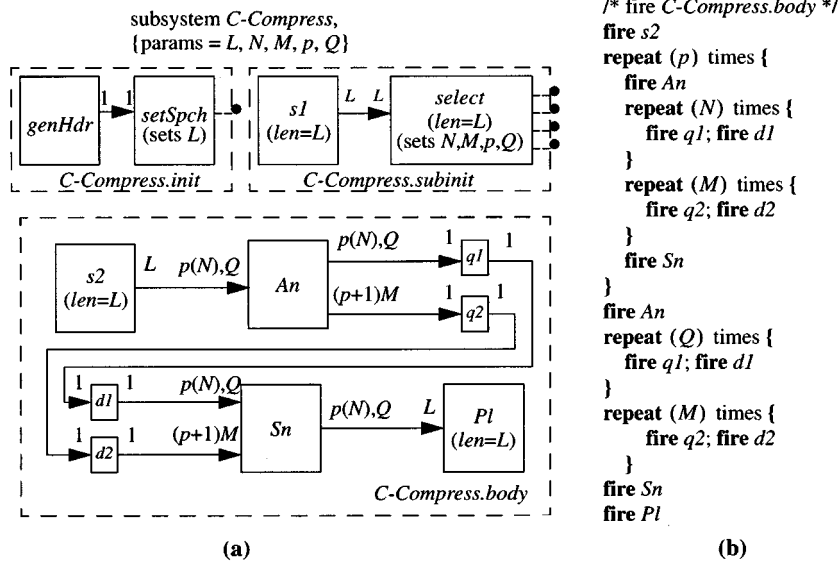 subsystem C-Compress,
{params = L, N, M, p, Q}
genHdr
1 1
setSpch
(sets L)
C-Compress.init
s1
(len=L)
L L
select
(len=L)
(sets N,M,p,Q)
C-Compress.subinit
s2
(len=L)
L
p(N),Q
An
p(N),Q
1
q1
1
(p+1)M
1
q2
1
1
d1
1
p(N),Q
1
d2
1
(p+1)M
Sn
p(N),Q
L
Pl
(len=L)
C-Compress.body
(a)
/* fire C-Compress.body */
fire s2
repeat (p) times {
fire An
repeat (N) times {
fire q1; fire d1
}
repeat (M) times {
fire q2; fire d2
}
fire Sn
}
fire An
repeat (Q) times {
fire q1; fire d1
}
repeat (M) times {
fire q2; fire d2
}
fire Sn
fire Pl
(b)